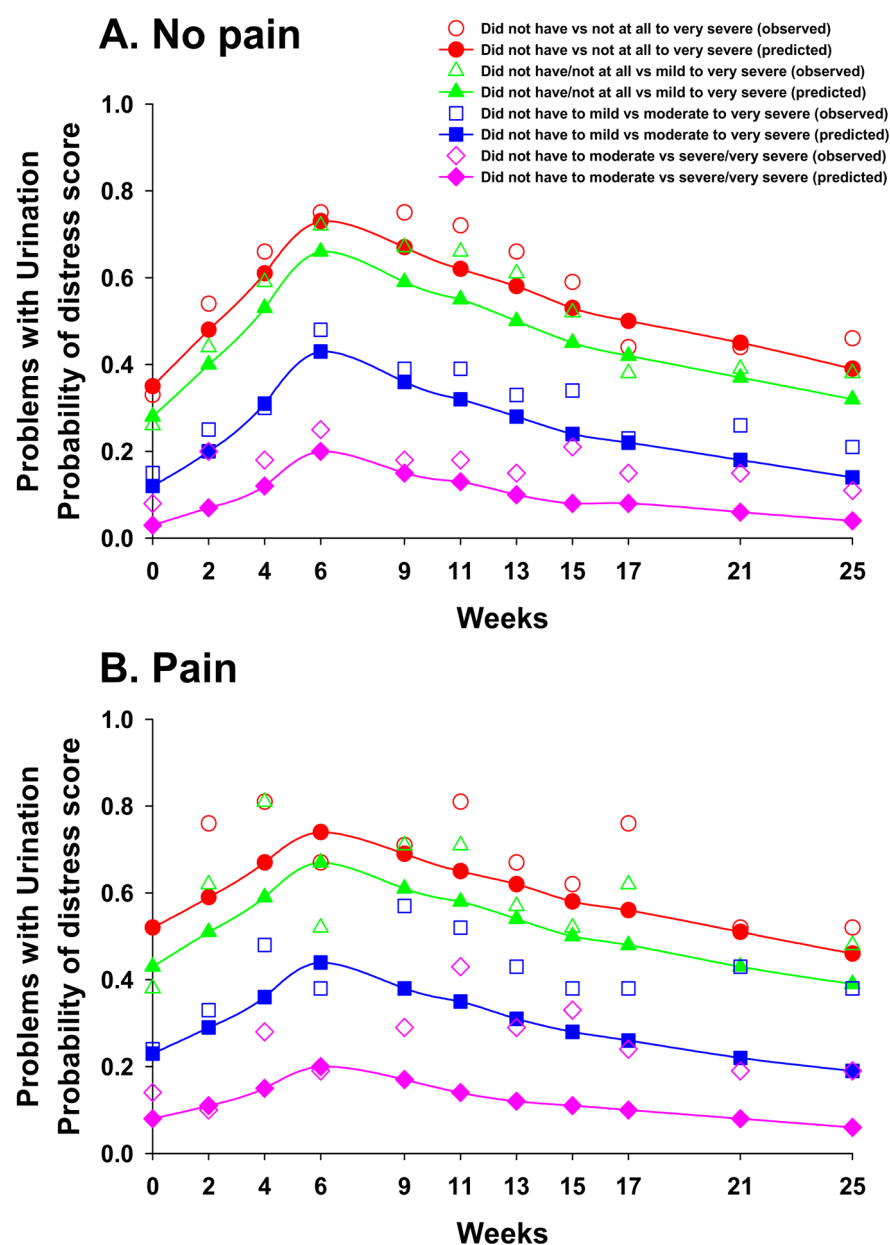 A. No pain
Did not have vs not at all to very severe (observed)
Did not have vs not at all to very severe (predicted)
Did not have/not at all vs mild to very severe (observed)
Did not have/not at all vs mild to very severe (predicted)
Did not have to mild vs moderate to very severe (observed)
Did not have to mild vs moderate to very severe (predicted)
Did not have to moderate vs severe/very severe (observed)
Did not have to moderate vs severe/very severe (predicted)
Problems with Urination
Probability of distress score
1.0
0.8
0.6
0.4
0.2
0.0
0 2 4 6 9 11 13 15 17 21 25
Weeks
B. Pain
Problems with Urination
Probability of distress score
1.0
0.8
0.6
0.4
0.2
0.0
0 2 4 6 9 11 13 15 17 21 25
Weeks